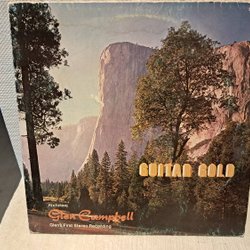 GUITAR GOLD
Glen Campbell
Glen's First Stereo Recording